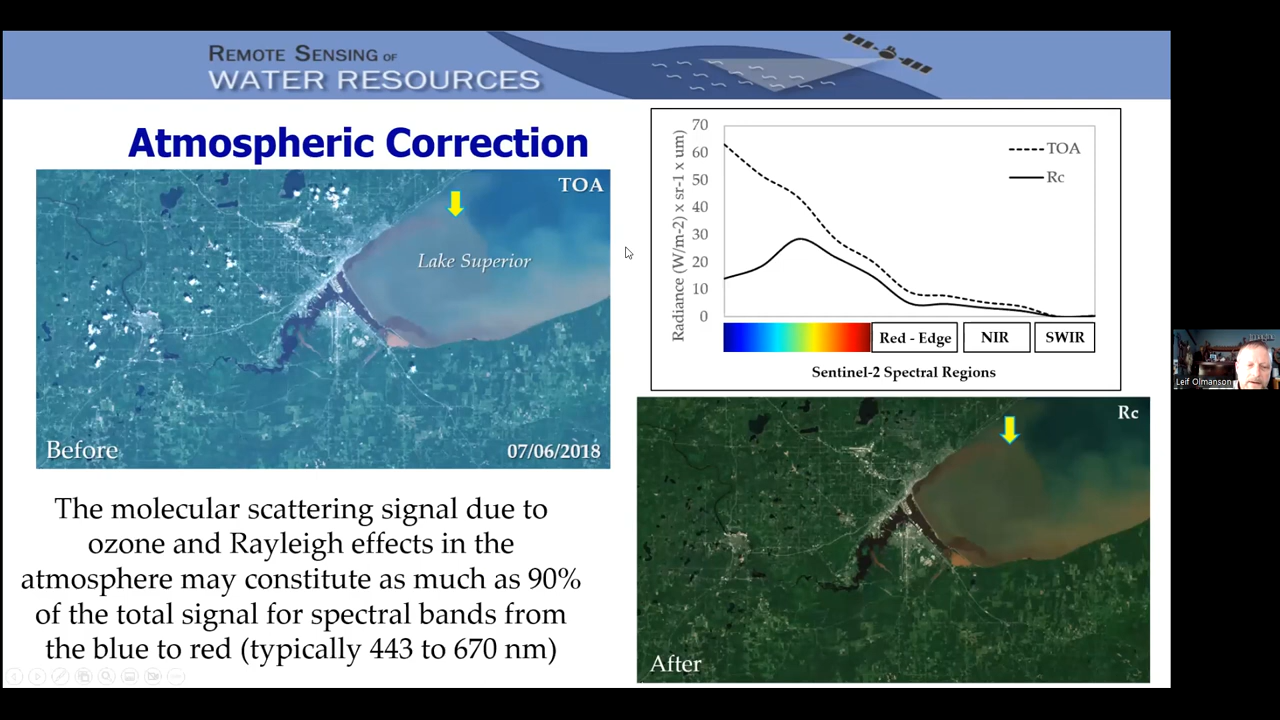 REMOTE SENSING OF
WATER RESOURCES
Atmospheric Correction
TOA
Lake Superior
Before
07/06/2018
The molecular scattering signal due to
ozone and Rayleigh effects in the
atmosphere may constitute as much as 90%
of the total signal for spectral bands from
the blue to red (typically 443 to 670 nm)
Radiance (W/m-2) x sr-1 x um)
70
60
50
40
30
20
10
0
TOA
Rc
Red - Edge
NIR
SWIR
Sentinel-2 Spectral Regions
Rc
After
Leif Olmanson